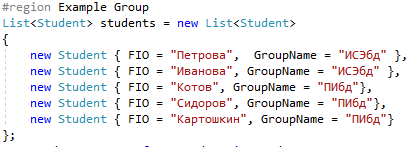 #region Example Group
List<Student> students = new List<Student>
{
new Student { FIO = "Петрова", GroupName = "ИСЭбд" },
new Student { FIO = "Иванова", GroupName = "ИСЭбд" },
new Student { FIO = "Котов", GroupName = "ПИбд"},
new Student { FIO = "Сидоров", GroupName = "ПИбд"},
new Student { FIO = "Картошкин", GroupName = "ПИбд"}
};